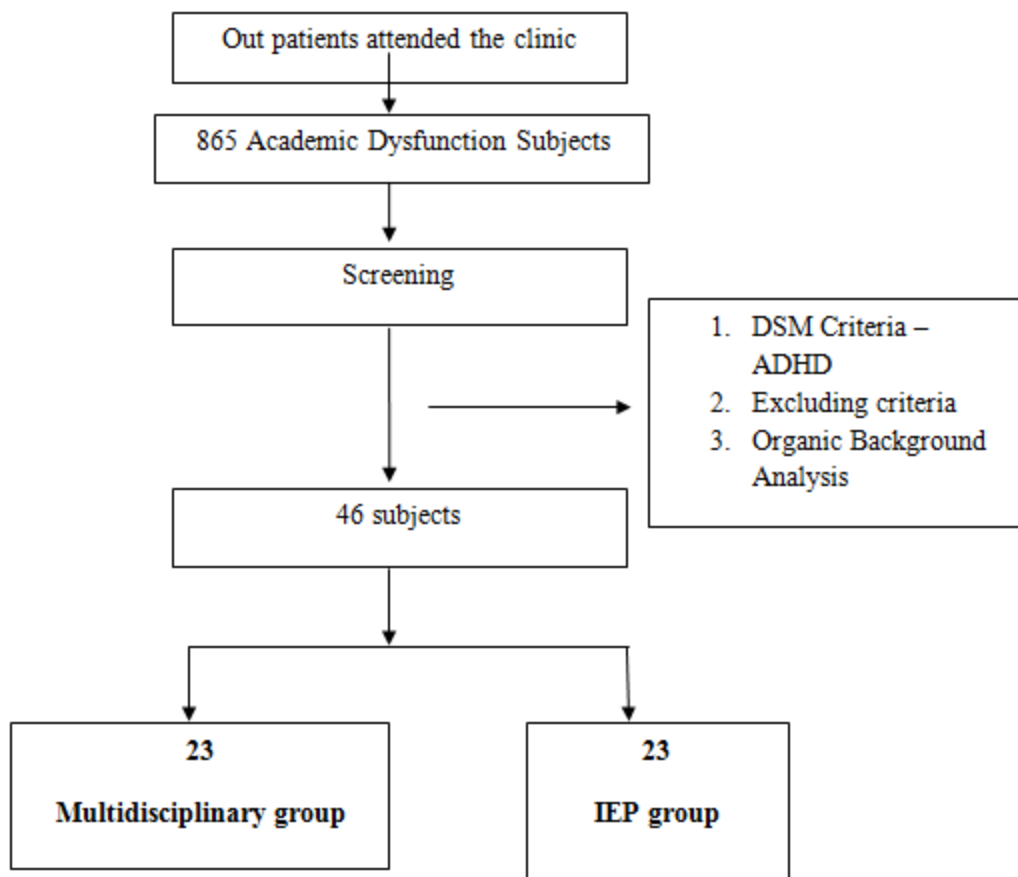 Out patients attended the clinic
865 Academic Dysfunction Subjects
Screening
1. DSM Criteria –
ADHD
2. Excluding criteria
3. Organic Background
Analysis
46 subjects
23
Multidisciplinary group
23
IEP group